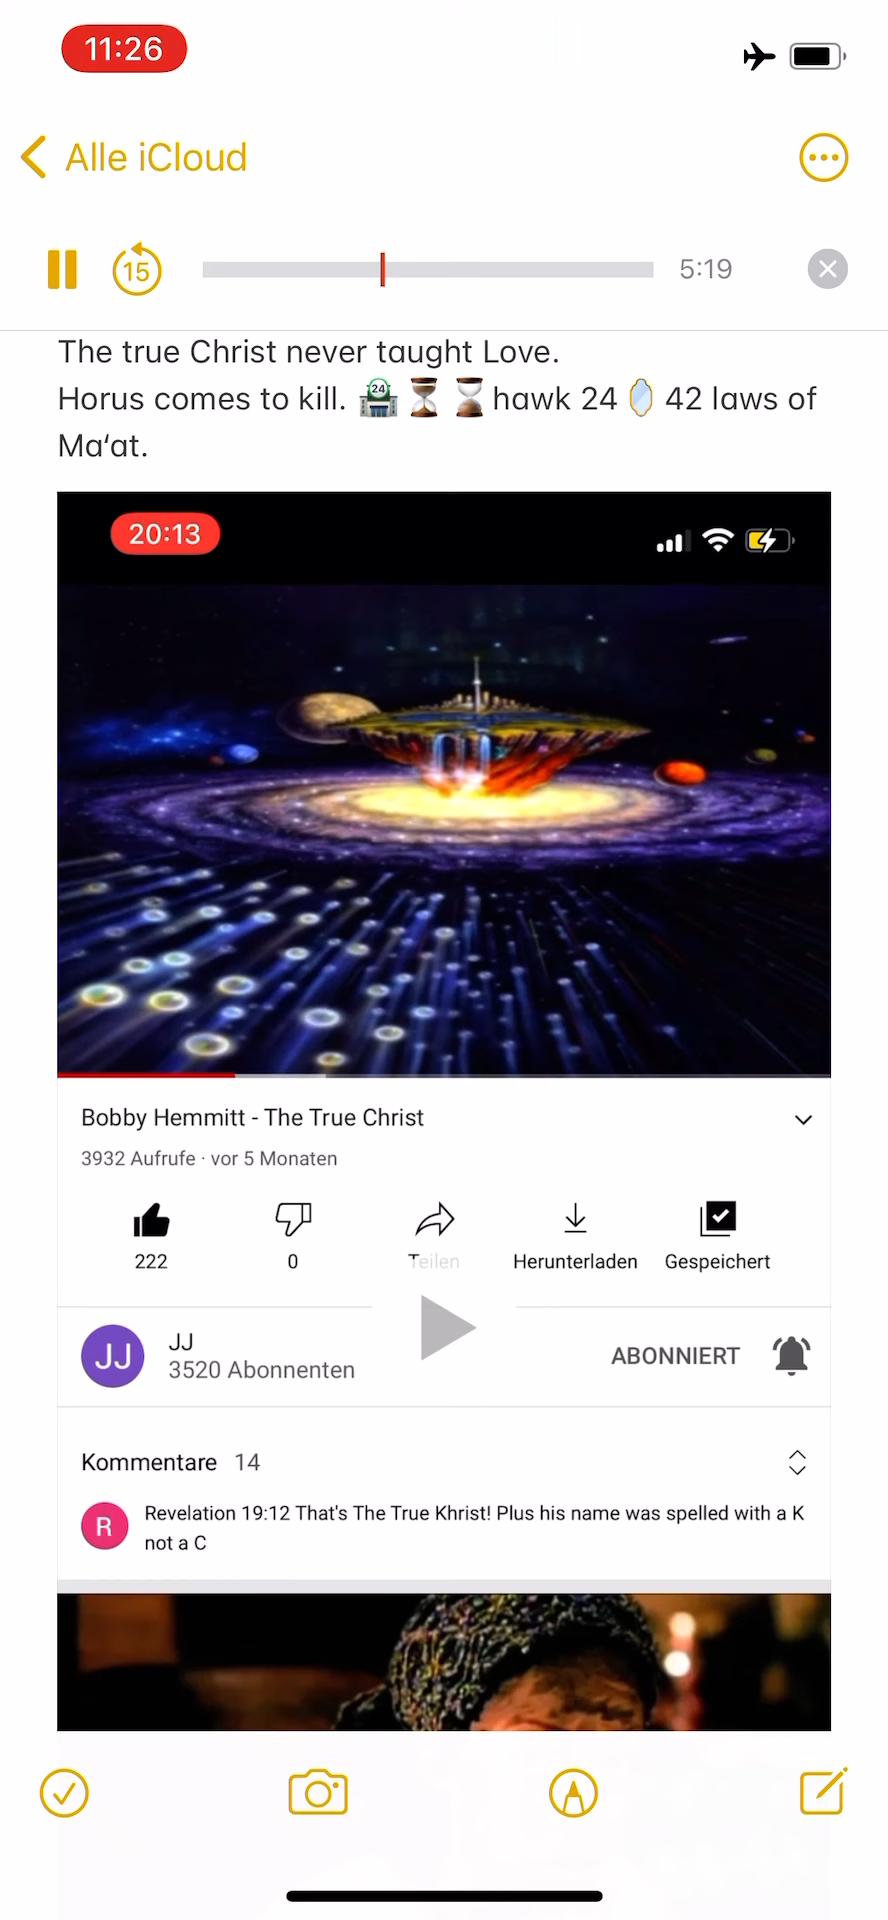 11:26
Alle iCloud
15
5:19
The true Christ never taught Love.
Horus comes to kill. 24 hawk 24 42 laws of
Ma‘at.
20:13
Bobby Hemmitt - The True Christ
3932 Aufrufe · vor 5 Monaten
222 0 Teilen Herunterladen Gespeichert
JJ
JJ
3520 Abonnenten
ABONNIERT
Kommentare 14
R
Revelation 19:12 That's The True Khrist! Plus his name was spelled with a K
not a C